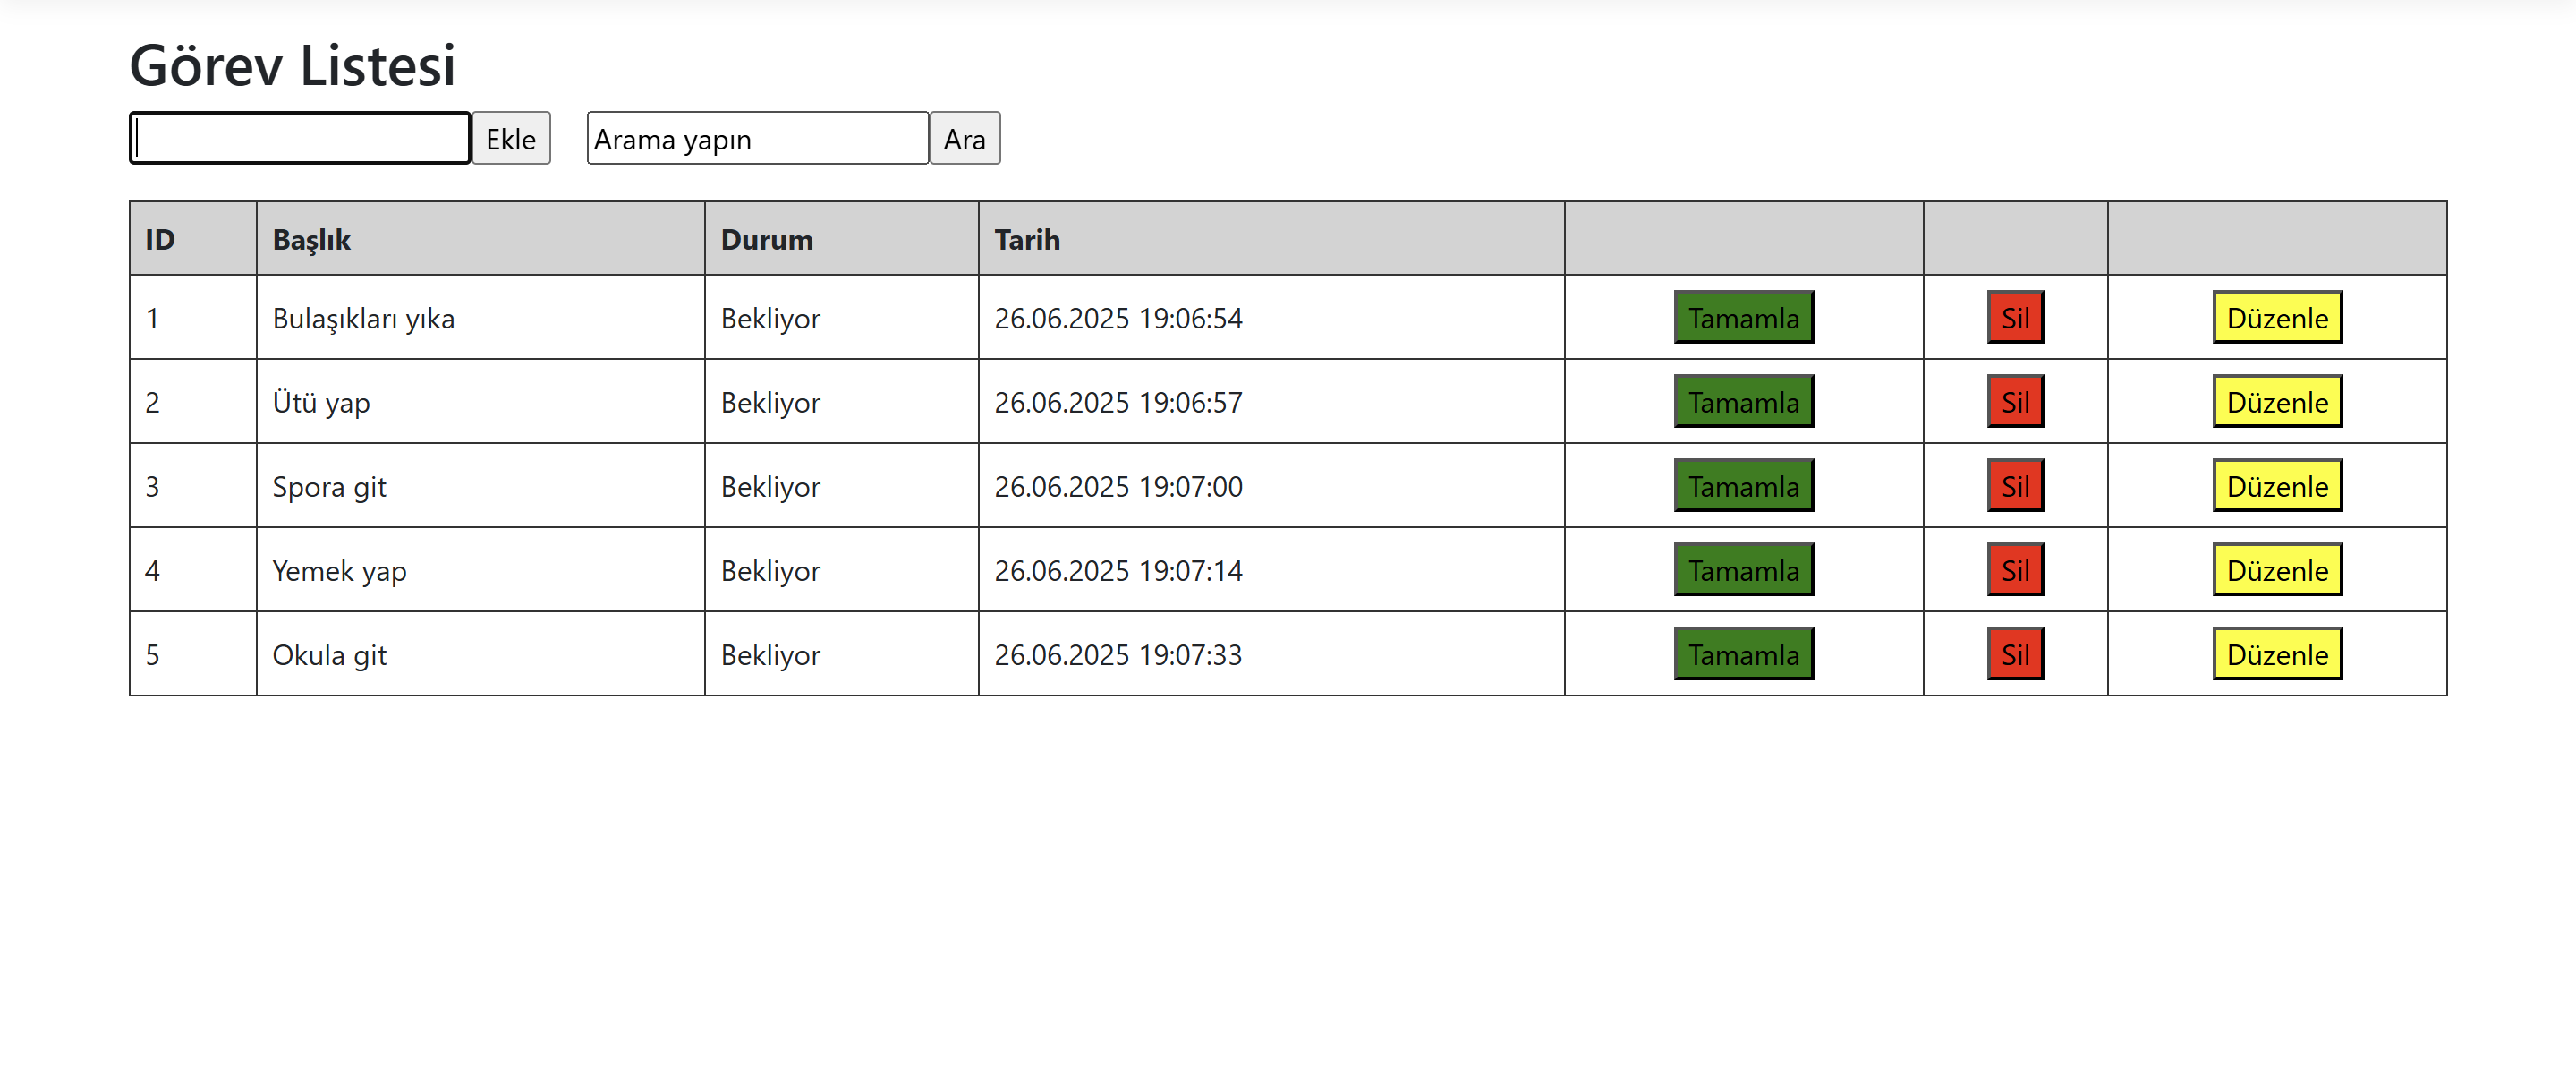 Görev Listesi
Ekle Arama yapın Ara
ID Başlık Durum Tarih
1 Bulaşıkları yıka Bekliyor 26.06.2025 19:06:54 Tamamla Sil Düzenle
2 Ütü yap Bekliyor 26.06.2025 19:06:57 Tamamla Sil Düzenle
3 Spora git Bekliyor 26.06.2025 19:07:00 Tamamla Sil Düzenle
4 Yemek yap Bekliyor 26.06.2025 19:07:14 Tamamla Sil Düzenle
5 Okula git Bekliyor 26.06.2025 19:07:33 Tamamla Sil Düzenle